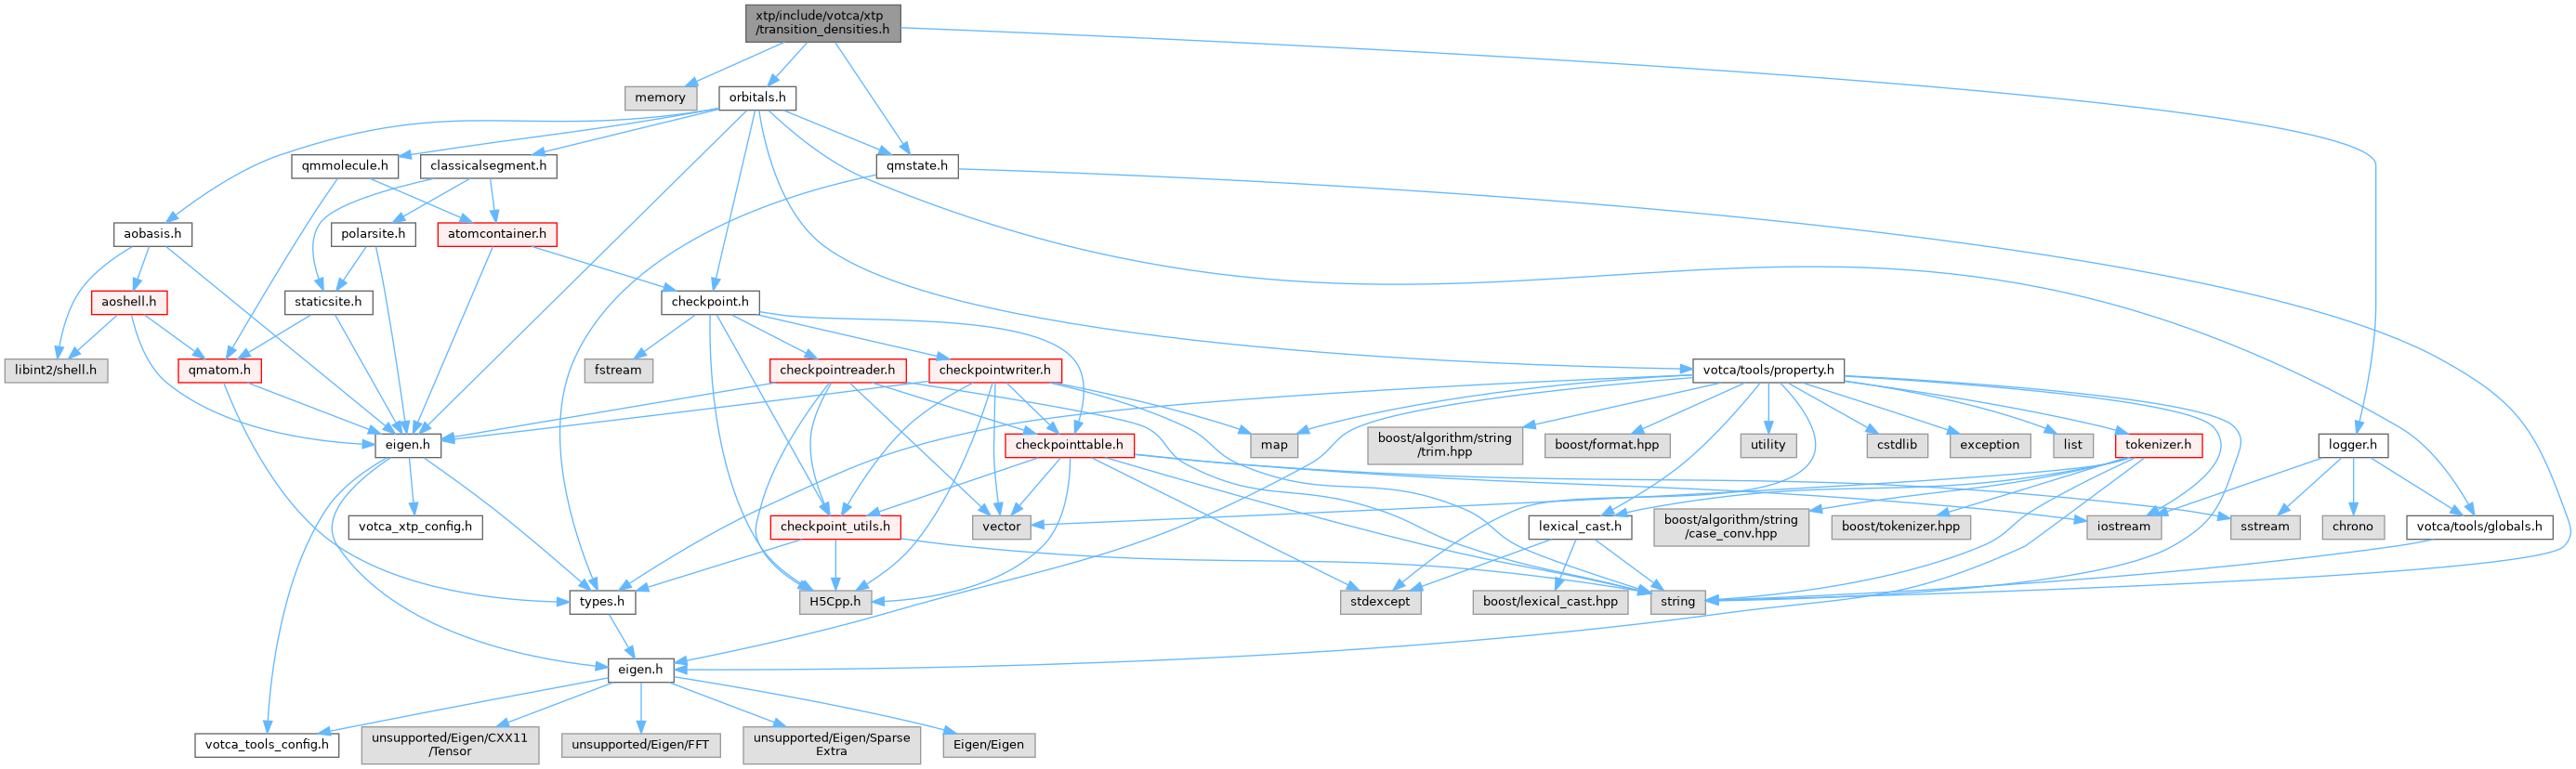 xtp/include/votca/xtp
/transition_densities.h
memory
orbitals.h
qmmolecule.h
classicalsegment.h
qmstate.h
aobasis.h
polarsite.h
atomcontainer.h
aoshell.h
staticsite.h
checkpoint.h
libint2/shell.h
qmatom.h
fstream
checkpointreader.h
checkpointwriter.h
votca/tools/property.h
eigen.h
checkpointtable.h
map
boost/algorithm/string
/trim.hpp
boost/format.hpp
utility
cstdlib
exception
list
tokenizer.h
logger.h
votca_xtp_config.h
checkpoint_utils.h
vector
lexical_cast.h
boost/algorithm/string
/case_conv.hpp
boost/tokenizer.hpp
iostream
sstream
chrono
votca/tools/globals.h
types.h
H5Cpp.h
stdexcept
boost/lexical_cast.hpp
string
eigen.h
votca_tools_config.h
unsupported/Eigen/CXX11
/Tensor
unsupported/Eigen/FFT
unsupported/Eigen/Sparse
Extra
Eigen/Eigen